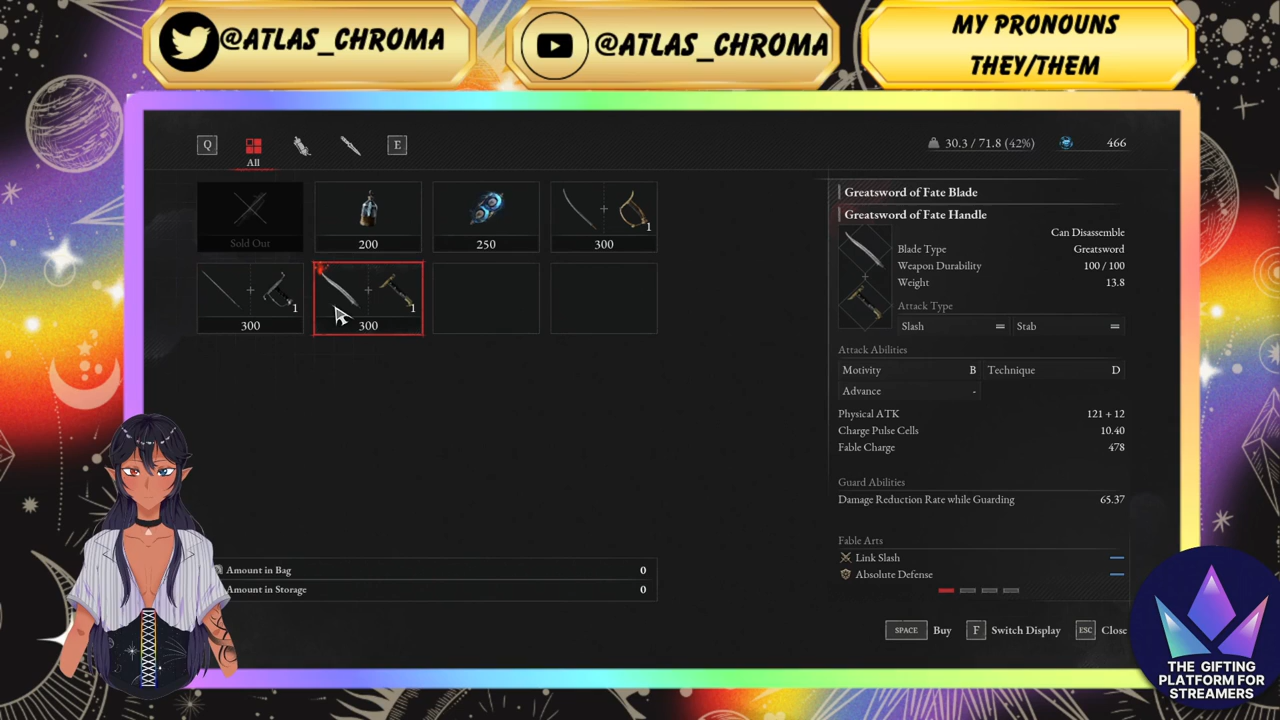 @ATLAS_CHROMA
@ATLAS_CHROMA
MY PRONOUNS
THEY/THEM
Q
All
E
30.3 / 71.8 (42%)
466
Sold Out
200
250
1
300
1
300
1
300
Greatsword of Fate Blade
Greatsword of Fate Handle
Can Disassemble
Blade Type Greatsword
Weapon Durability 100 / 100
Weight 13.8
Attack Type
Slash Stab
Attack Abilities
Motivity B Technique D
Advance -
Physical ATK 121 + 12
Charge Pulse Cells 10.40
Fable Charge 478
Guard Abilities
Damage Reduction Rate while Guarding 65.37
Fable Arts
Link Slash
Absolute Defense
Amount in Bag 0
Amount in Storage 0
SPACE Buy F Switch Display ESC Close
THE GIFTING
PLATFORM FOR
STREAMERS